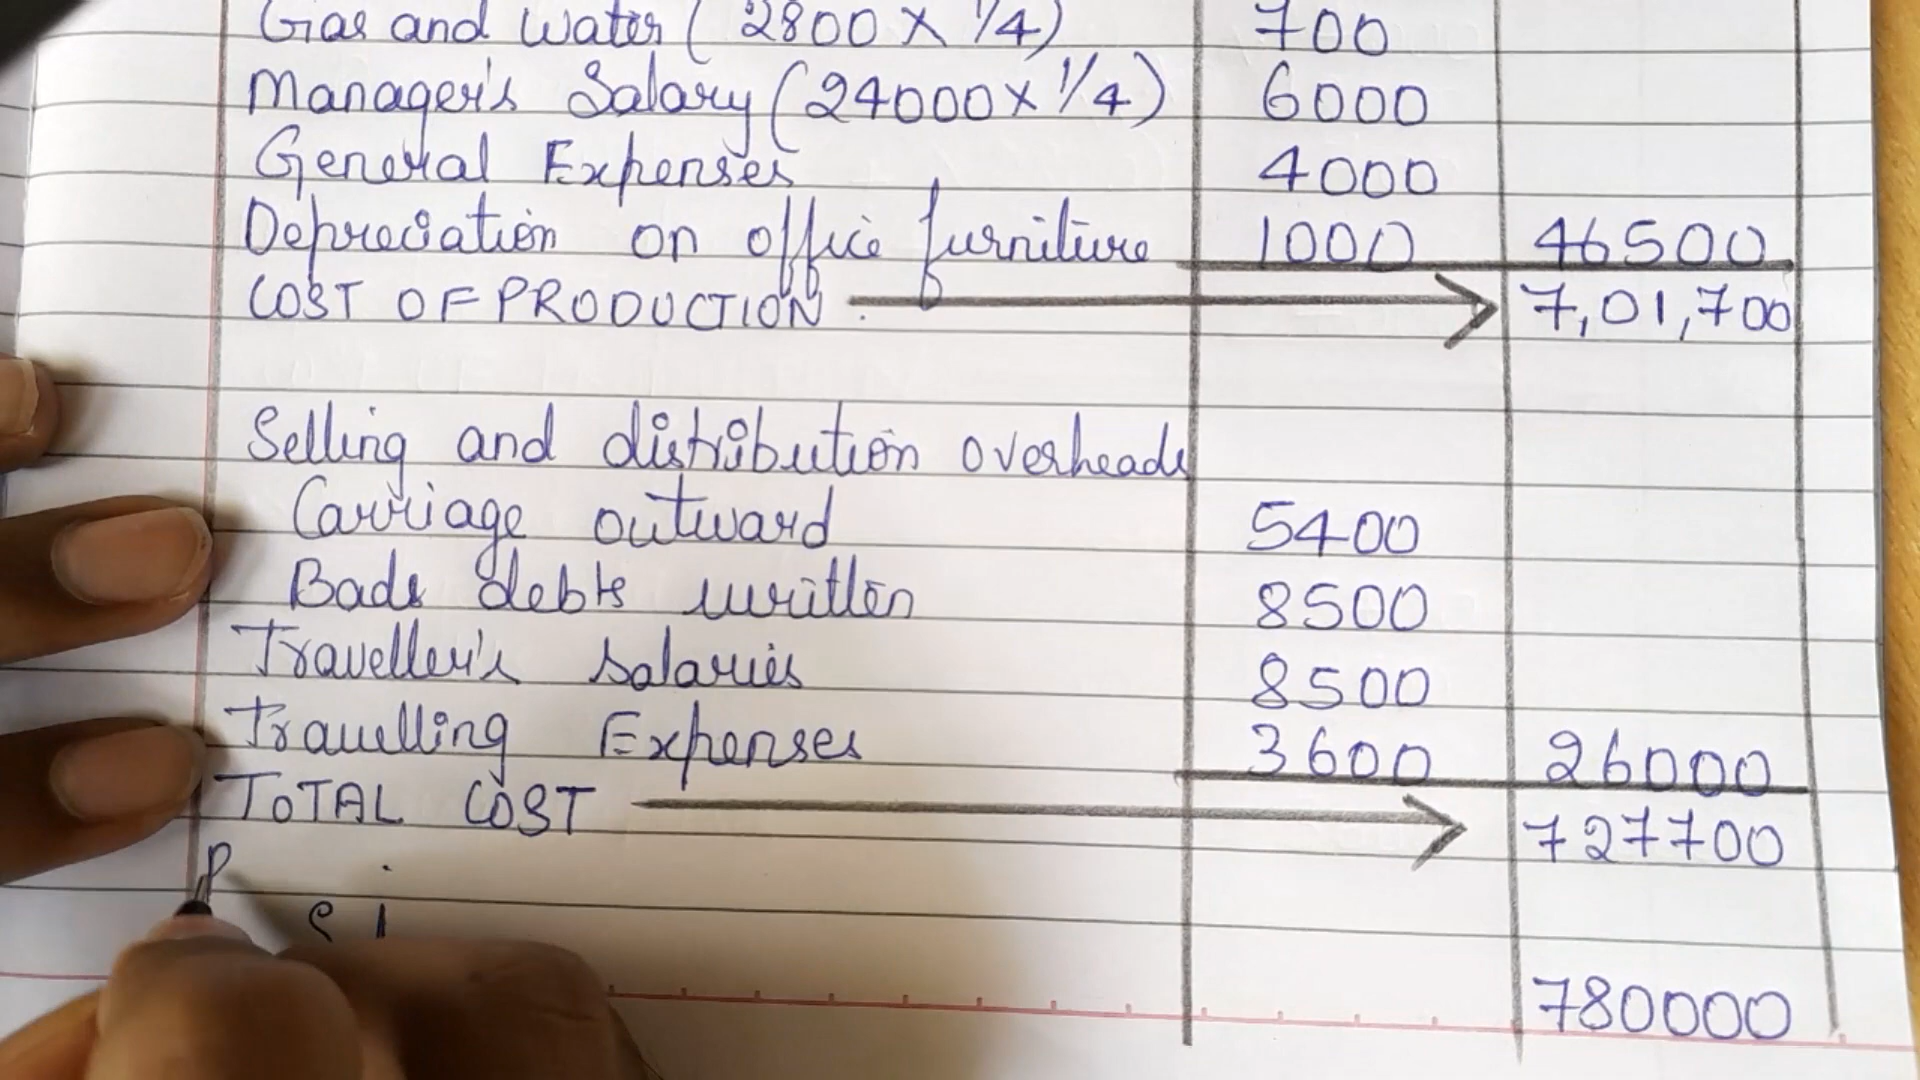 Gas and Water ( 2800 X 1/4) 700
Manager's Salary (24000 x 1/4) 6000
General Expenses 4000
Depreciation on office furniture 1000 46500
COST OF PRODUCTION. 7,01,700
Selling and distribution overheads
Carriage outward 5400
Bads debts written 8500
Traveller's salaries 8500
Travelling Expenses 3600 26000
TOTAL COST 727700
P
780000